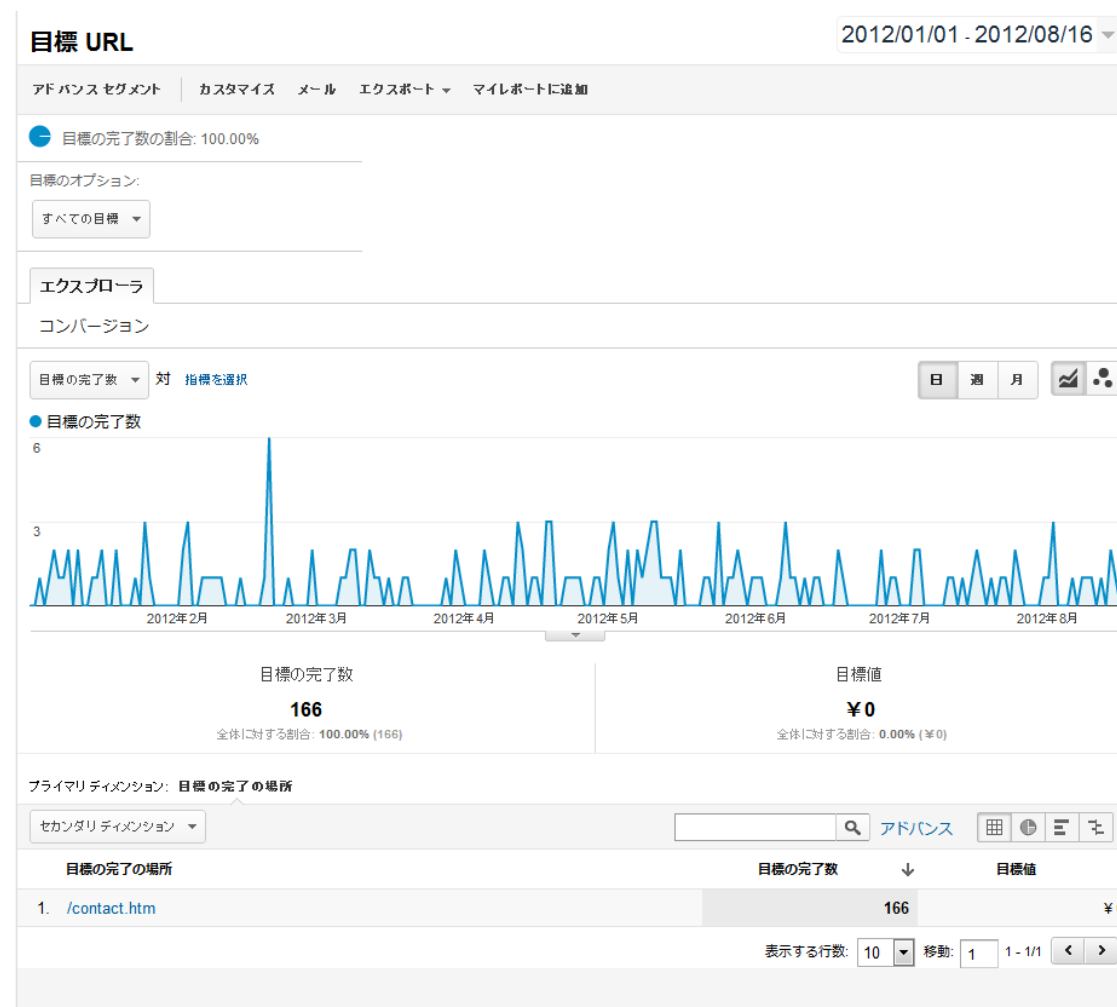 目標 URL
2012/01/01 - 2012/08/16
アドバンス セグメント カスタマイズ メール エクスポート マイレポートに追加
目標の完了数の割合: 100.00%
目標のオプション:
すべての目標
エクスプローラ
コンバージョン
目標の完了数 対 指標を選択
日 週 月
目標の完了数
6
3
2012年2月 2012年3月 2012年4月 2012年5月 2012年6月 2012年7月 2012年8月
目標の完了数 目標値
166 ¥0
全体に対する割合: 100.00% (166) 全体に対する割合: 0.00% (¥0)
プライマリ ディメンション: 目標の完了の場所
セカンダリ ディメンション アドバンス
目標の完了の場所 目標の完了数 目標値
1. /contact.htm 166 ¥
表示する行数: 10 移動: 1 1 - 1/1